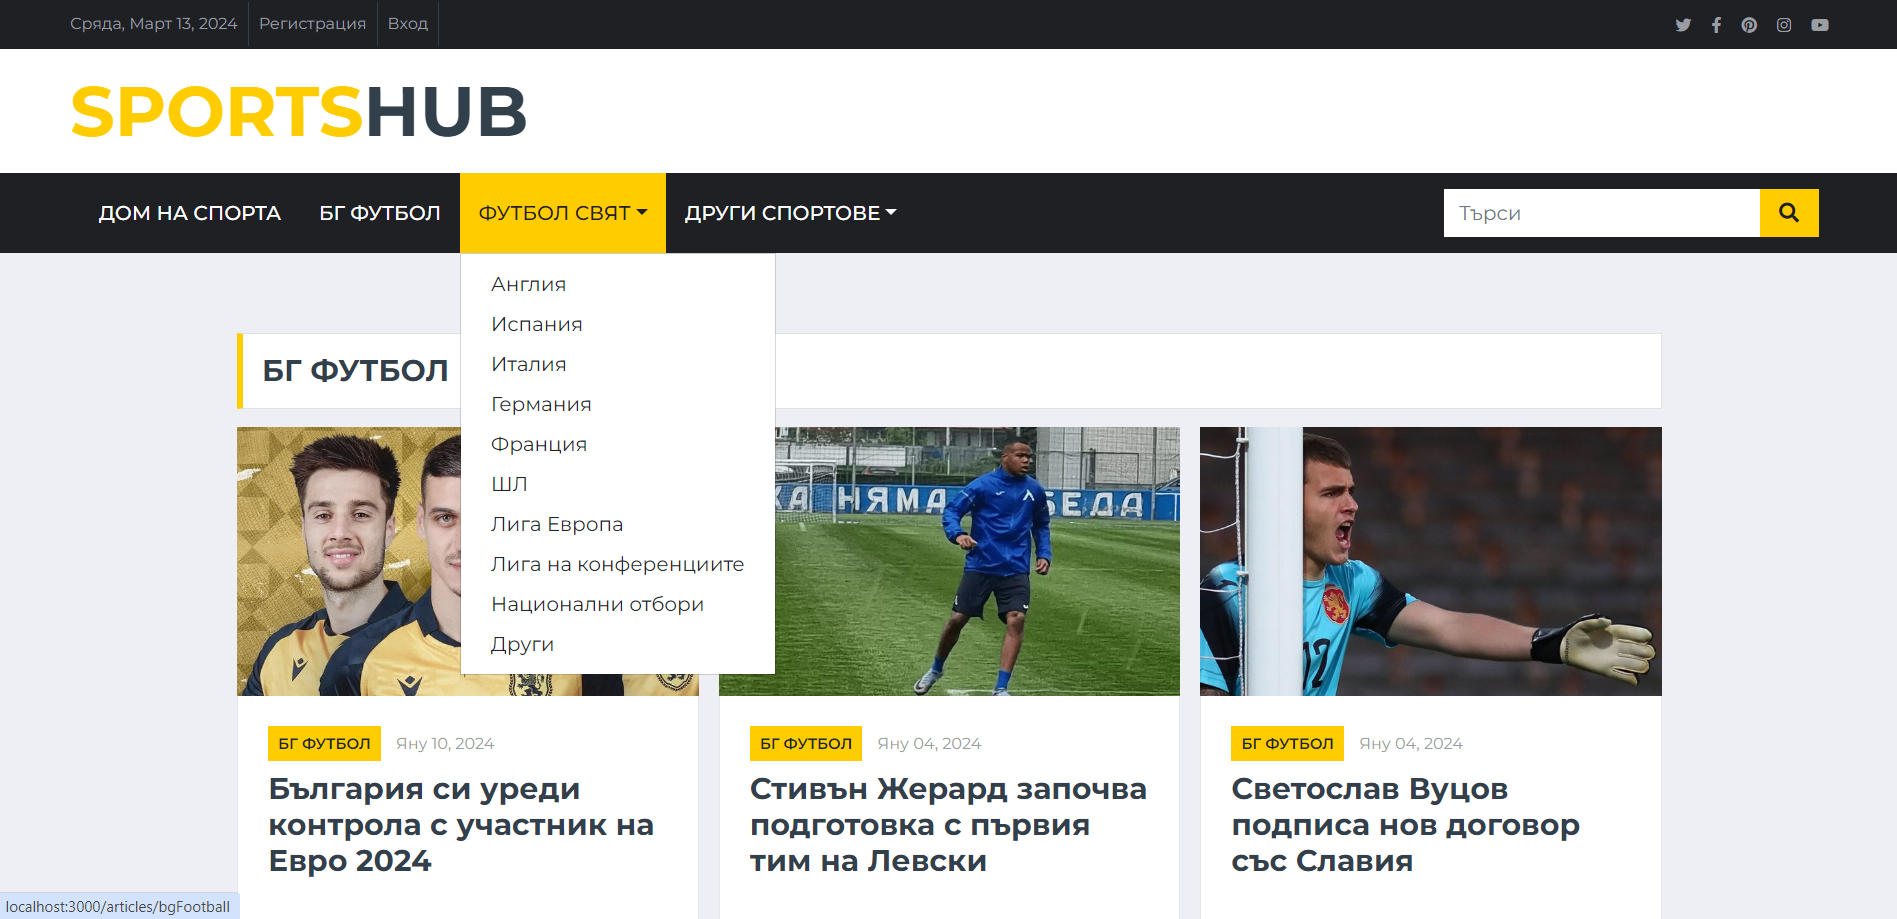 Сряда, Март 13, 2024 Регистрация Вход
SPORTSHUB
ДОМ НА СПОРТА БГ ФУТБОЛ ФУТБОЛ СВЯТ ДРУГИ СПОРТОВЕ Търси
Англия
Испания
Италия
Германия
Франция
ШЛ
Лига Европа
Лига на конференциите
Национални отбори
Други
БГ ФУТБОЛ
КА НЯМА БЕДА
12
БГ ФУТБОЛ Яну 10, 2024
България си уреди
контрола с участник на
Евро 2024
БГ ФУТБОЛ Яну 04, 2024
Стивън Жерард започва
подготовка с първия
тим на Левски
БГ ФУТБОЛ Яну 04, 2024
Светослав Вуцов
подписа нов договор
със Славия
localhost:3000/articles/bgFootball